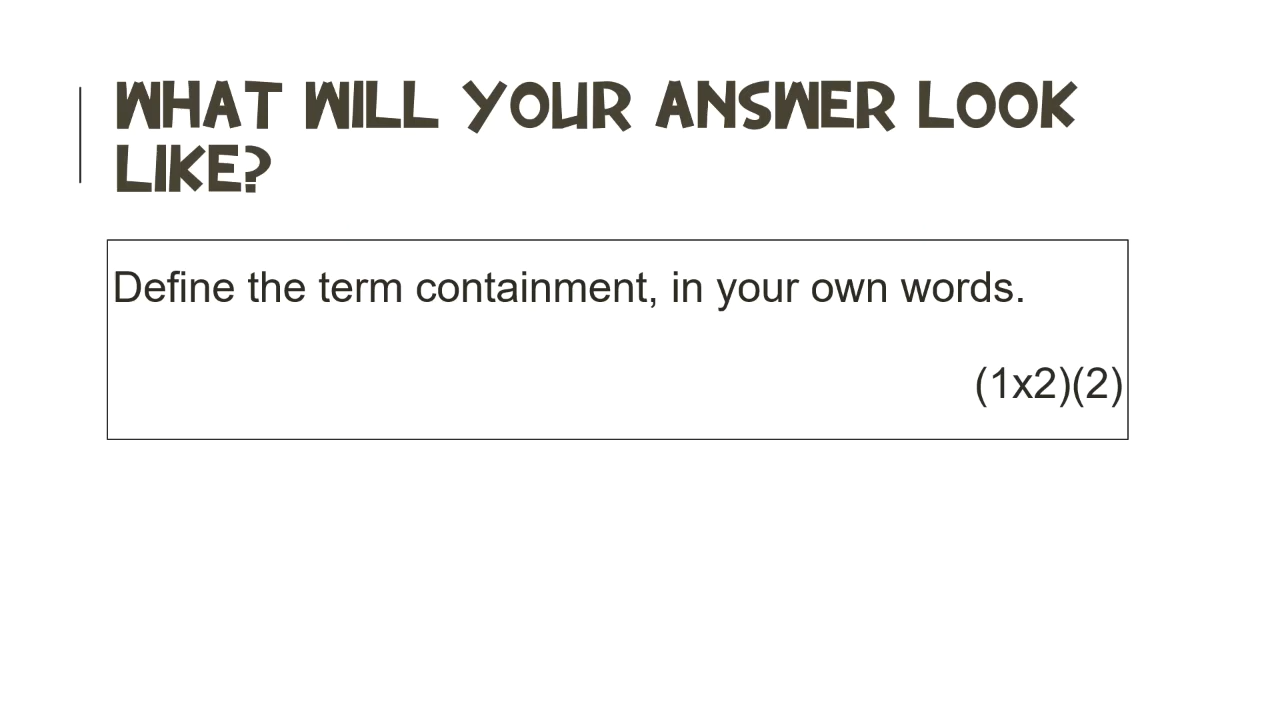 WHAT WILL YOUR ANSWER LOOK
LIKE?
Define the term containment, in your own words.
(1x2)(2)